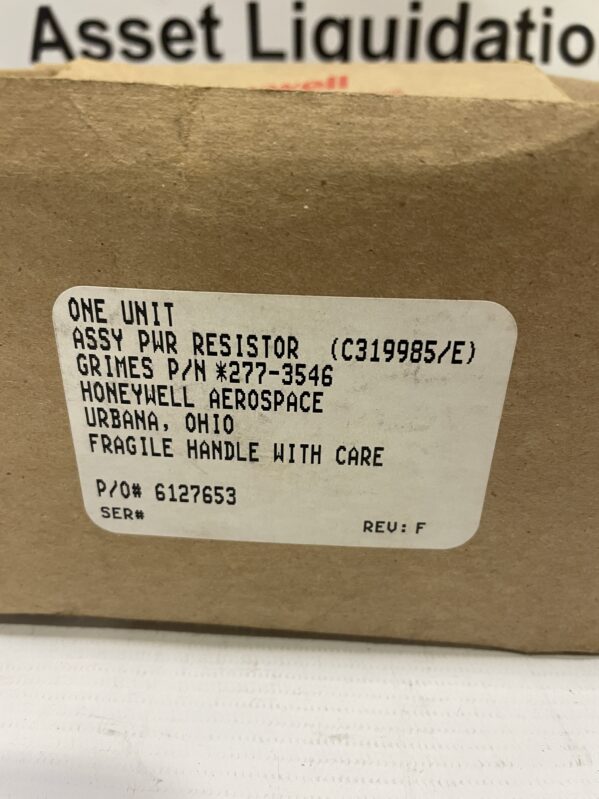 Asset Liquidatio
ONE UNIT
ASSY PWR RESISTOR (C319985/E)
GRIMES P/N *277-3546
HONEYWELL AEROSPACE
URBANA, OHIO
FRAGILE HANDLE WITH CARE
P/O# 6127653
SER#
REV: F